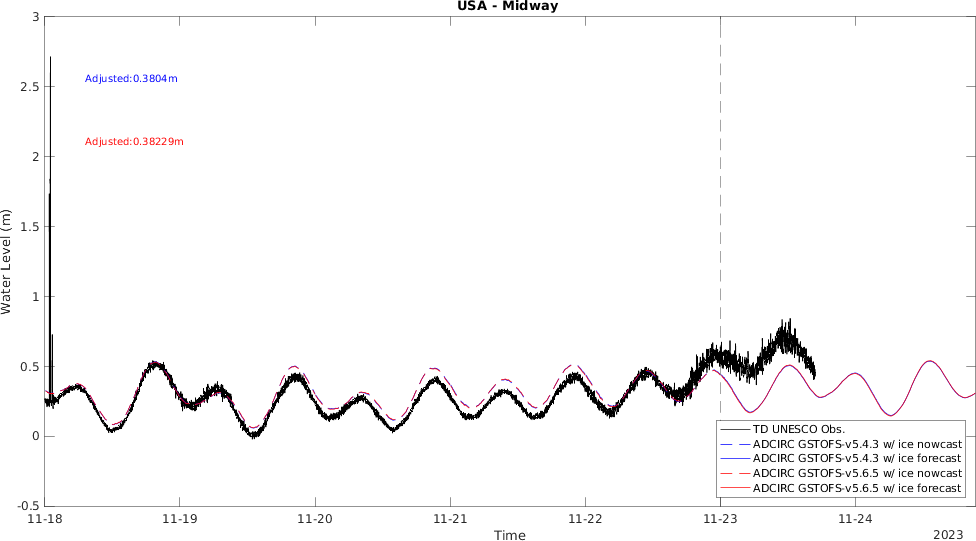 USA - Midway
3
2.5
2
1.5
1
0.5
0
-0.5
Water Level (m)
Adjusted:0.3804m
Adjusted:0.38229m
TD UNESCO Obs.
ADCIRC GSTOFS-v5.4.3 w/ ice nowcast
ADCIRC GSTOFS-v5.4.3 w/ ice forecast
ADCIRC GSTOFS-v5.6.5 w/ ice nowcast
ADCIRC GSTOFS-v5.6.5 w/ ice forecast
11-18 11-19 11-20 11-21 11-22 11-23 11-24
Time
2023